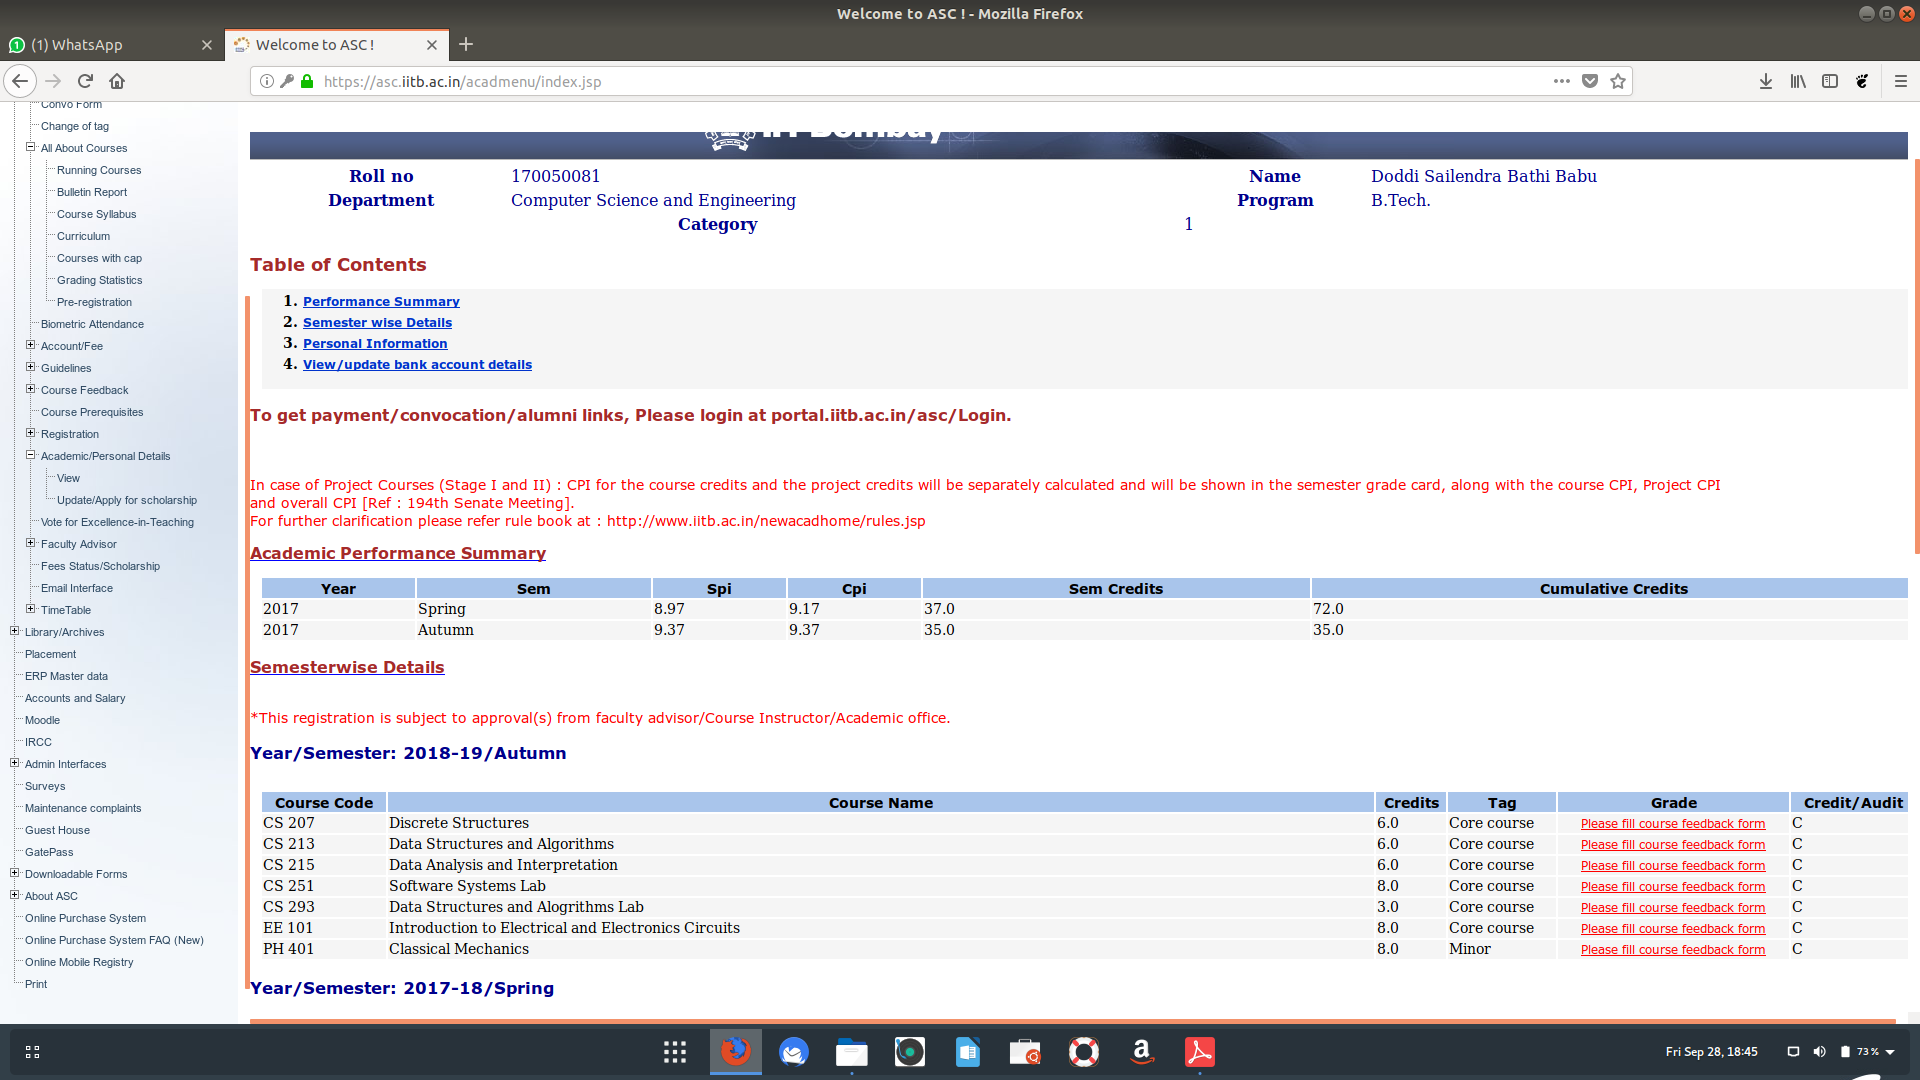 Welcome to ASC ! - Mozilla Firefox
(1) WhatsApp
Welcome to ASC !
https://asc.iitb.ac.in/acadmenu/index.jsp
Convo Form
Change of tag
All About Courses
Running Courses
Bulletin Report
Course Syllabus
Curriculum
Courses with cap
Grading Statistics
Pre-registration
Biometric Attendance
Account/Fee
Guidelines
Course Feedback
Course Prerequisites
Registration
Academic/Personal Details
View
Update/Apply for scholarship
Vote for Excellence-in-Teaching
Faculty Advisor
Fees Status/Scholarship
Email Interface
TimeTable
Library/Archives
Placement
ERP Master data
Accounts and Salary
Moodle
IRCC
Admin Interfaces
Surveys
Maintenance complaints
Guest House
GatePass
Downloadable Forms
About ASC
Online Purchase System
Online Purchase System FAQ (New)
Online Mobile Registry
Print
IIT Bombay
Roll no 170050081 Name Doddi Sailendra Bathi Babu
Department Computer Science and Engineering Program B.Tech.
Category 1
Table of Contents
1. Performance Summary
2. Semester wise Details
3. Personal Information
4. View/update bank account details
To get payment/convocation/alumni links, Please login at portal.iitb.ac.in/asc/Login.
In case of Project Courses (Stage I and II) : CPI for the course credits and the project credits will be separately calculated and will be shown in the semester grade card, along with the course CPI, Project CPI
and overall CPI [Ref : 194th Senate Meeting].
For further clarification please refer rule book at : http://www.iitb.ac.in/newacadhome/rules.jsp
Academic Performance Summary
Year Sem Spi Cpi Sem Credits Cumulative Credits
2017 Spring 8.97 9.17 37.0 72.0
2017 Autumn 9.37 9.37 35.0 35.0
Semesterwise Details
*This registration is subject to approval(s) from faculty advisor/Course Instructor/Academic office.
Year/Semester: 2018-19/Autumn
Course Code Course Name Credits Tag Grade Credit/Audit
CS 207 Discrete Structures 6.0 Core course Please fill course feedback form C
CS 213 Data Structures and Algorithms 6.0 Core course Please fill course feedback form C
CS 215 Data Analysis and Interpretation 6.0 Core course Please fill course feedback form C
CS 251 Software Systems Lab 8.0 Core course Please fill course feedback form C
CS 293 Data Structures and Alogrithms Lab 3.0 Core course Please fill course feedback form C
EE 101 Introduction to Electrical and Electronics Circuits 8.0 Core course Please fill course feedback form C
PH 401 Classical Mechanics 8.0 Minor Please fill course feedback form C
Year/Semester: 2017-18/Spring
Fri Sep 28, 18:45
73 %